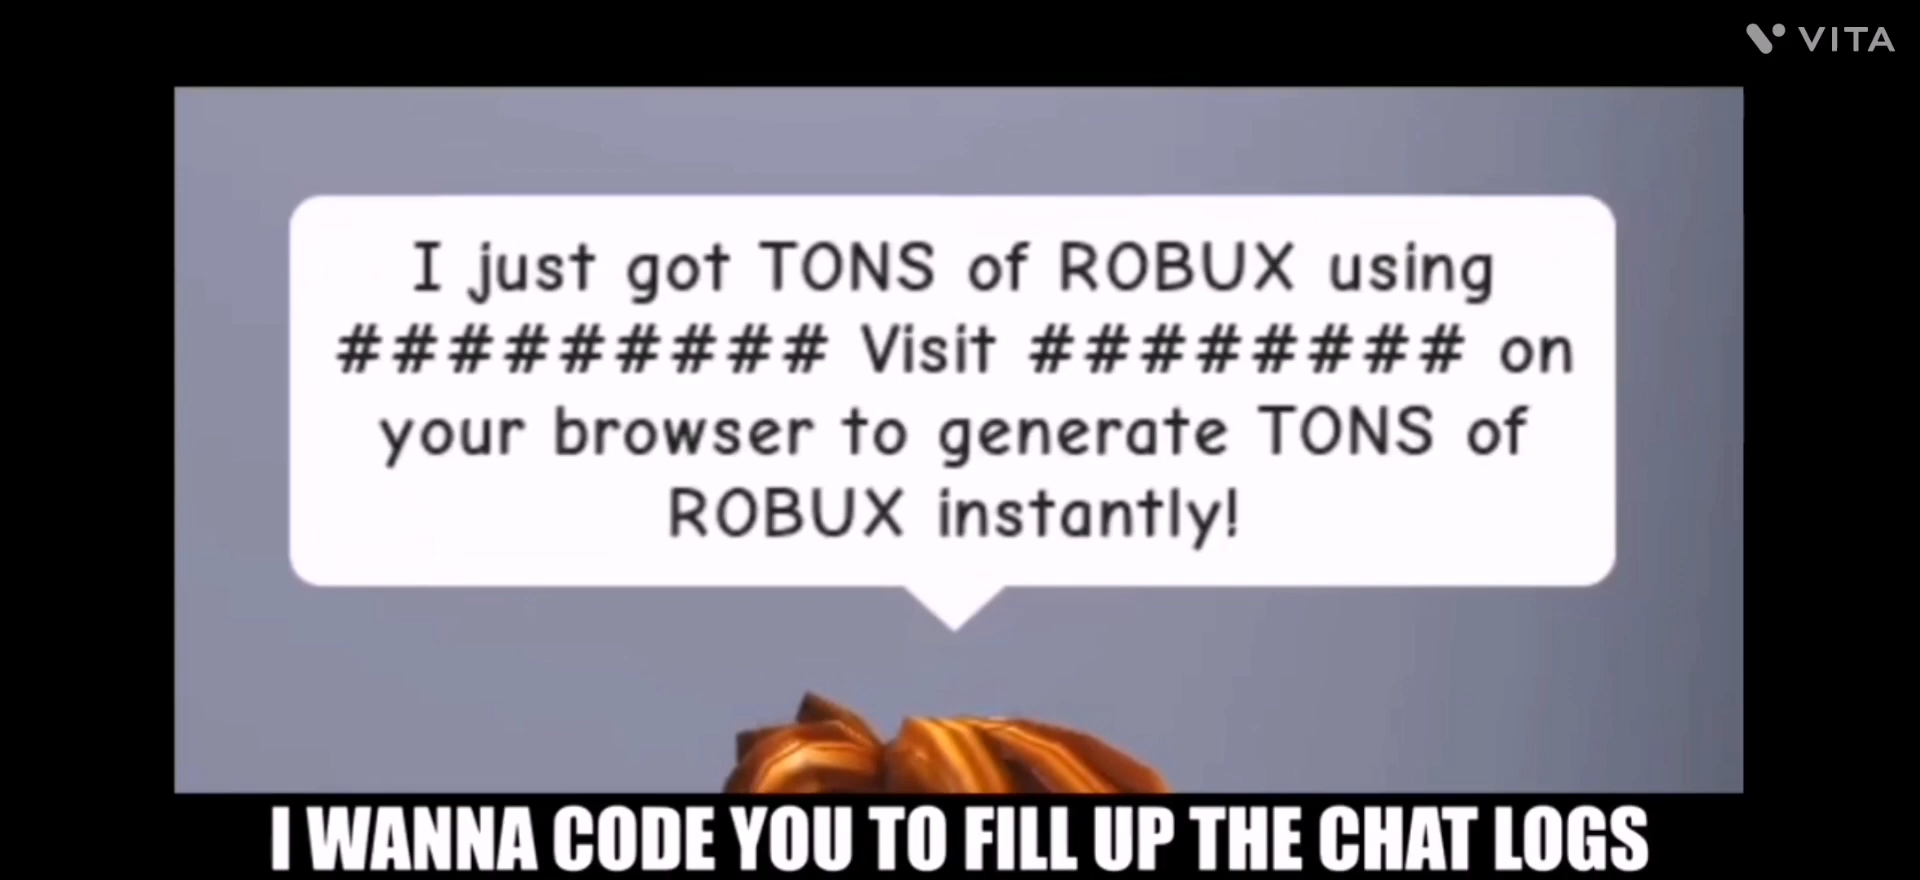 VITA
I just got TONS of ROBUX using
######### Visit ######## on
your browser to generate TONS of
ROBUX instantly!
I WANNA CODE YOU TO FILL UP THE CHAT LOGS